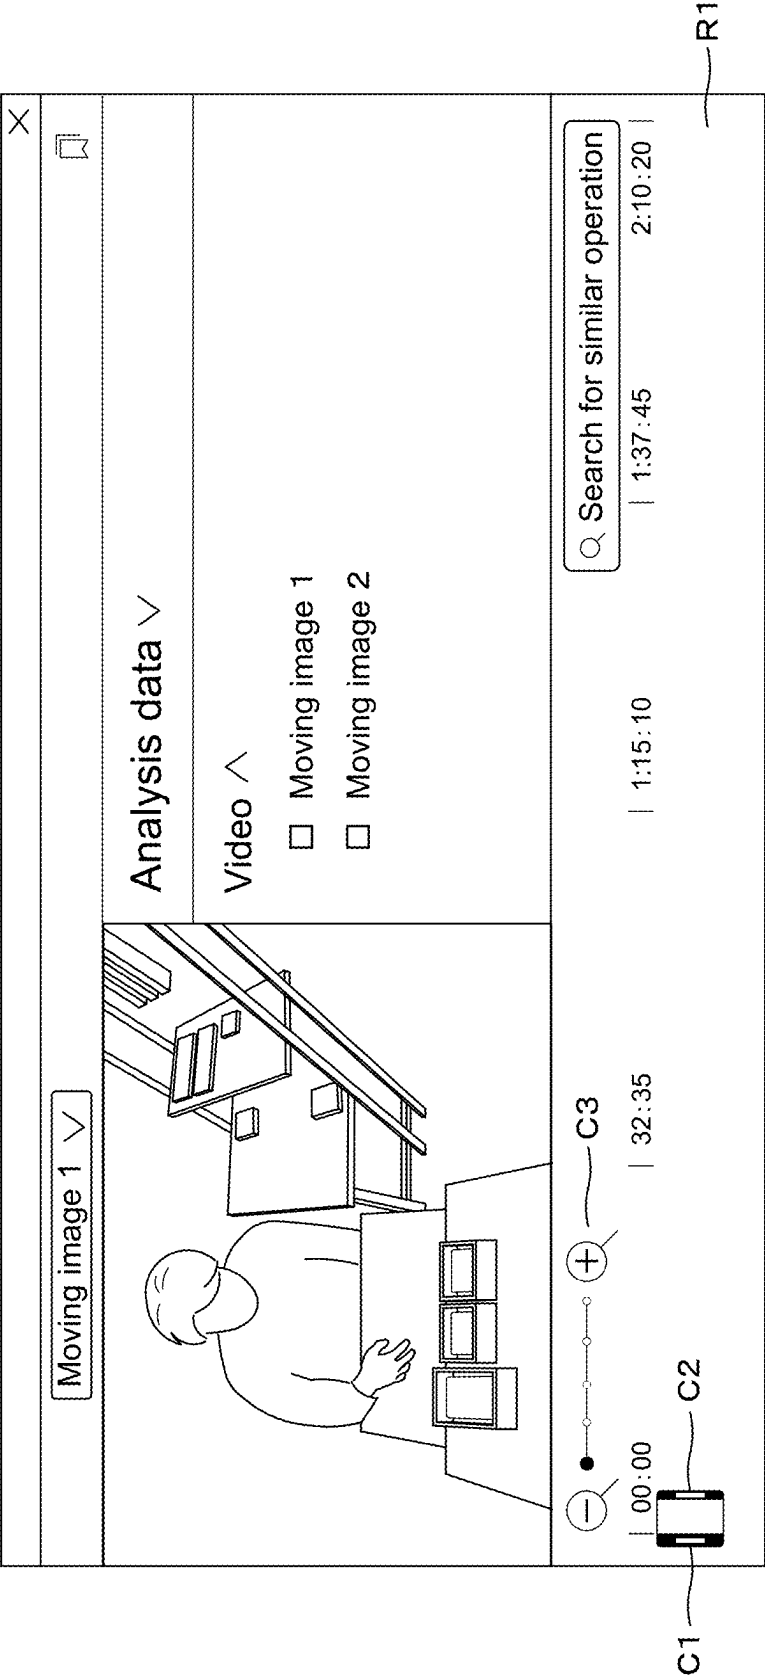 Moving image 1
Analysis data
Video
Moving image 1
Moving image 2
C3
Search for similar operation
00:00
32:35
1:15:10
1:37:45
2:10:20
C1
C2
R1